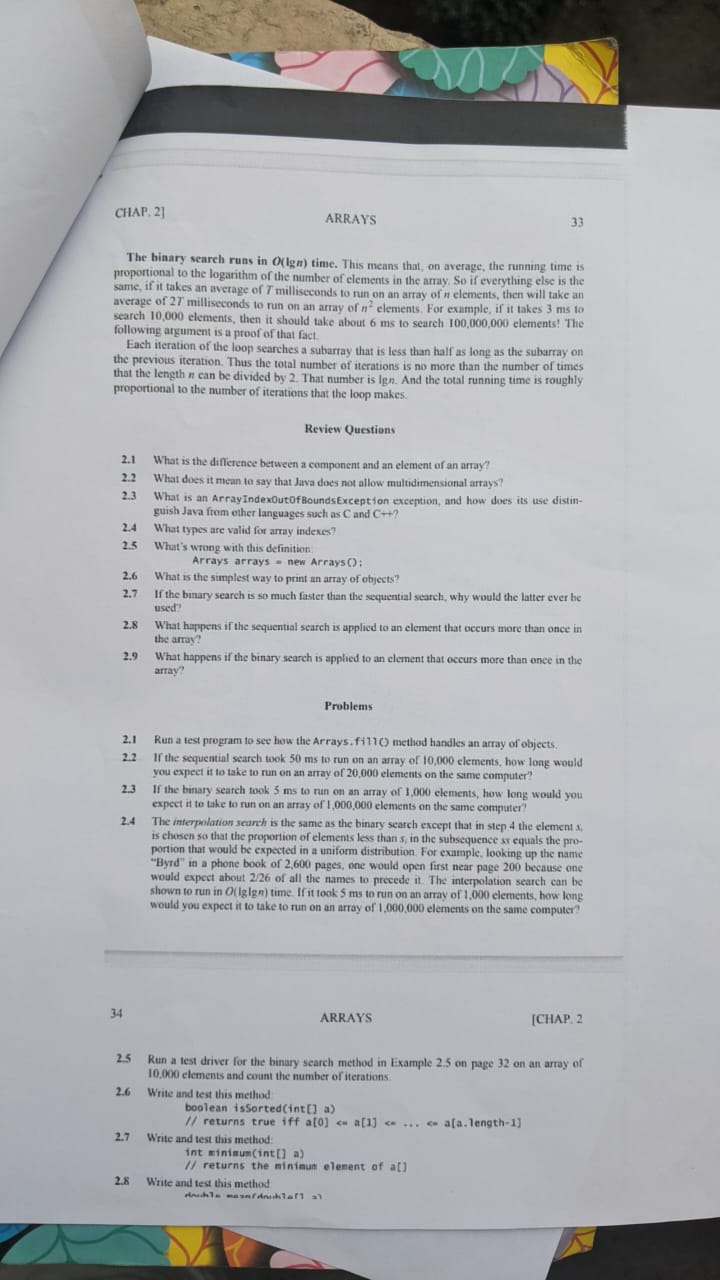 CHAP. 2]
ARRAYS
33
The binary search runs in O(lgn) time. This means that, on average, the running time is
proportional to the logarithm of the number of elements in the array. So if everything else is the
same, if it takes an average of T milliseconds to run on an array of n elements, then will take an
average of 2T milliseconds to run on an array of n² elements. For example, if it takes 3 ms to
search 10,000 elements, then it should take about 6 ms to search 100,000,000 elements! The
following argument is a proof of that fact.
Each iteration of the loop searches a subarray that is less than half as long as the subarray on
the previous iteration. Thus the total number of iterations is no more than the number of times
that the length n can be divided by 2. That number is lgn. And the total running time is roughly
proportional to the number of iterations that the loop makes.
Review Questions
2.1 What is the difference between a component and an element of an array?
2.2 What does it mean to say that Java does not allow multidimensional arrays?
2.3 What is an ArrayIndexOutOfBoundsException exception, and how does its use distin-
guish Java from other languages such as C and C++?
2.4 What types are valid for array indexes?
2.5 What's wrong with this definition:
Arrays arrays = new Arrays();
2.6 What is the simplest way to print an array of objects?
2.7 If the binary search is so much faster than the sequential search, why would the latter ever be
used?
2.8 What happens if the sequential search is applied to an element that occurs more than once in
the array?
2.9 What happens if the binary search is applied to an element that occurs more than once in the
array?
Problems
2.1 Run a test program to see how the Arrays.fill() method handles an array of objects.
2.2 If the sequential search took 50 ms to run on an array of 10,000 elements, how long would
you expect it to take to run on an array of 20,000 elements on the same computer?
2.3 If the binary search took 5 ms to run on an array of 1,000 elements, how long would you
expect it to take to run on an array of 1,000,000 elements on the same computer?
2.4 The interpolation search is the same as the binary search except that in step 4 the element s,
is chosen so that the proportion of elements less than s, in the subsequence ss equals the pro-
portion that would be expected in a uniform distribution. For example, looking up the name
"Byrd" in a phone book of 2,600 pages, one would open first near page 200 because one
would expect about 2/26 of all the names to precede it. The interpolation search can be
shown to run in O(lglgn) time. If it took 5 ms to run on an array of 1,000 elements, how long
would you expect it to take to run on an array of 1,000,000 elements on the same computer?
34
ARRAYS
[CHAP. 2
2.5 Run a test driver for the binary search method in Example 2.5 on page 32 on an array of
10,000 elements and count the number of iterations.
2.6 Write and test this method:
boolean isSorted(int[] a)
// returns true iff a[0] <= a[1] <= ... <= a[a.length-1]
2.7 Write and test this method:
int minimum(int[] a)
// returns the minimum element of a[]
2.8 Write and test this method:
double mean(double[] a)